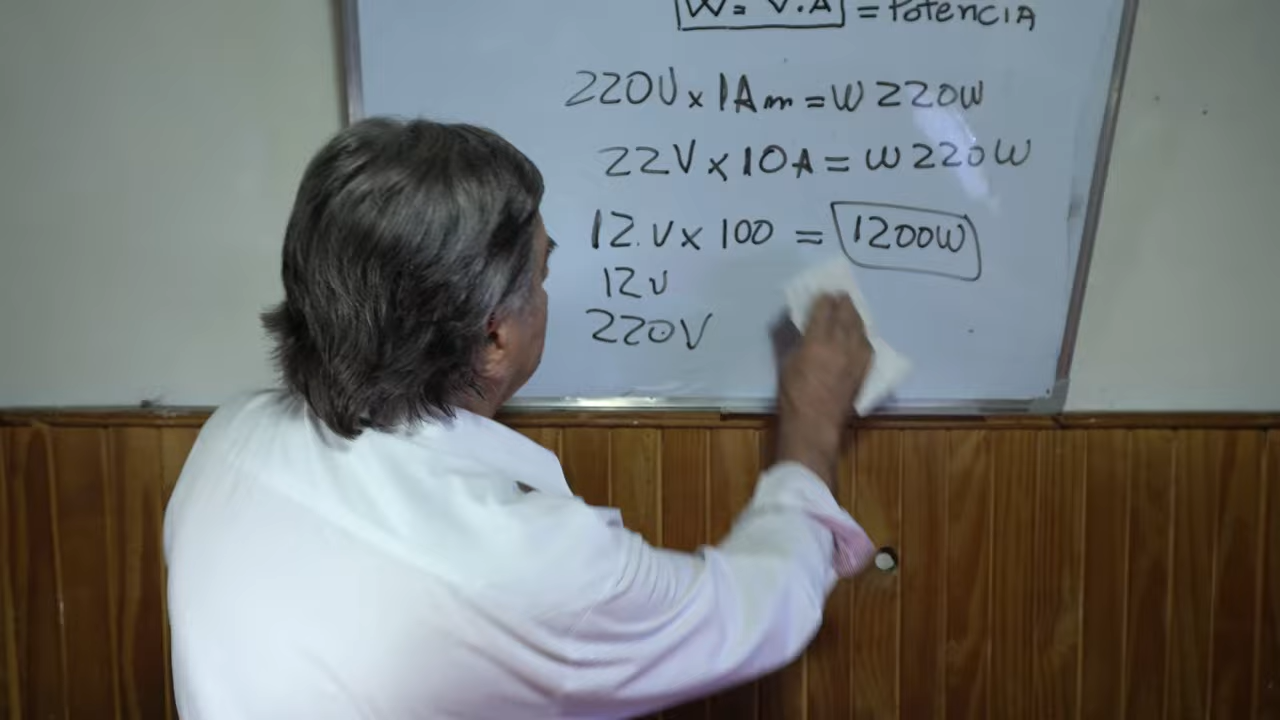 W = V.A = Potencia
220V x 1Am = W 220W
22V x 10A = W 220W
12.V x 100 = 1200W
12V
220V